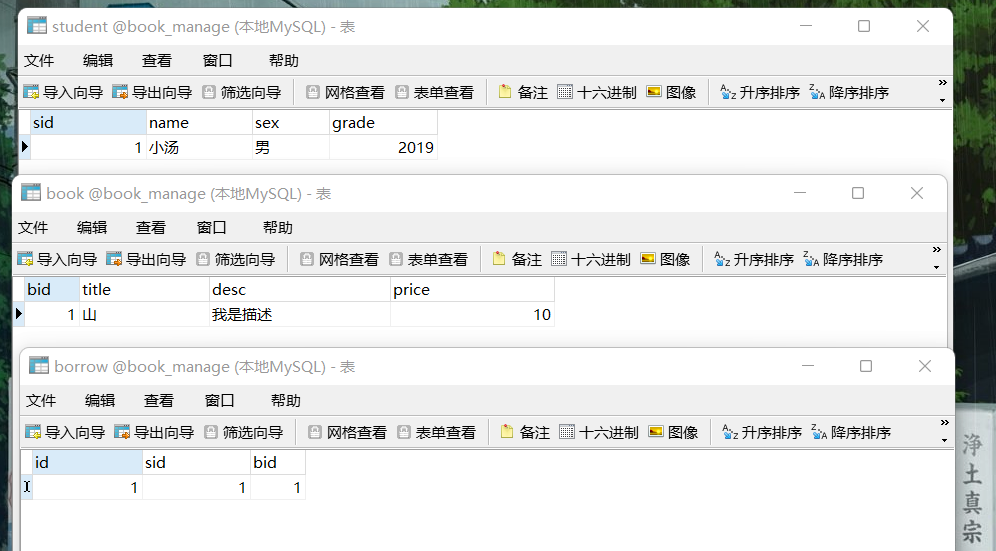 student @book_manage (本地MySQL) - 表
文件 编辑 查看 窗口 帮助
导入向导 导出向导 筛选向导 网格查看 表单查看 备注 十六进制 图像 升序排序 降序排序
sid name sex grade
1 小汤 男 2019
book @book_manage (本地MySQL) - 表
文件 编辑 查看 窗口 帮助
导入向导 导出向导 筛选向导 网格查看 表单查看 备注 十六进制 图像 升序排序 降序排序
bid title desc price
1 山 我是描述 10
borrow @book_manage (本地MySQL) - 表
文件 编辑 查看 窗口 帮助
导入向导 导出向导 筛选向导 网格查看 表单查看 备注 十六进制 图像 升序排序 降序排序
id sid bid
1 1 1
净土真宗